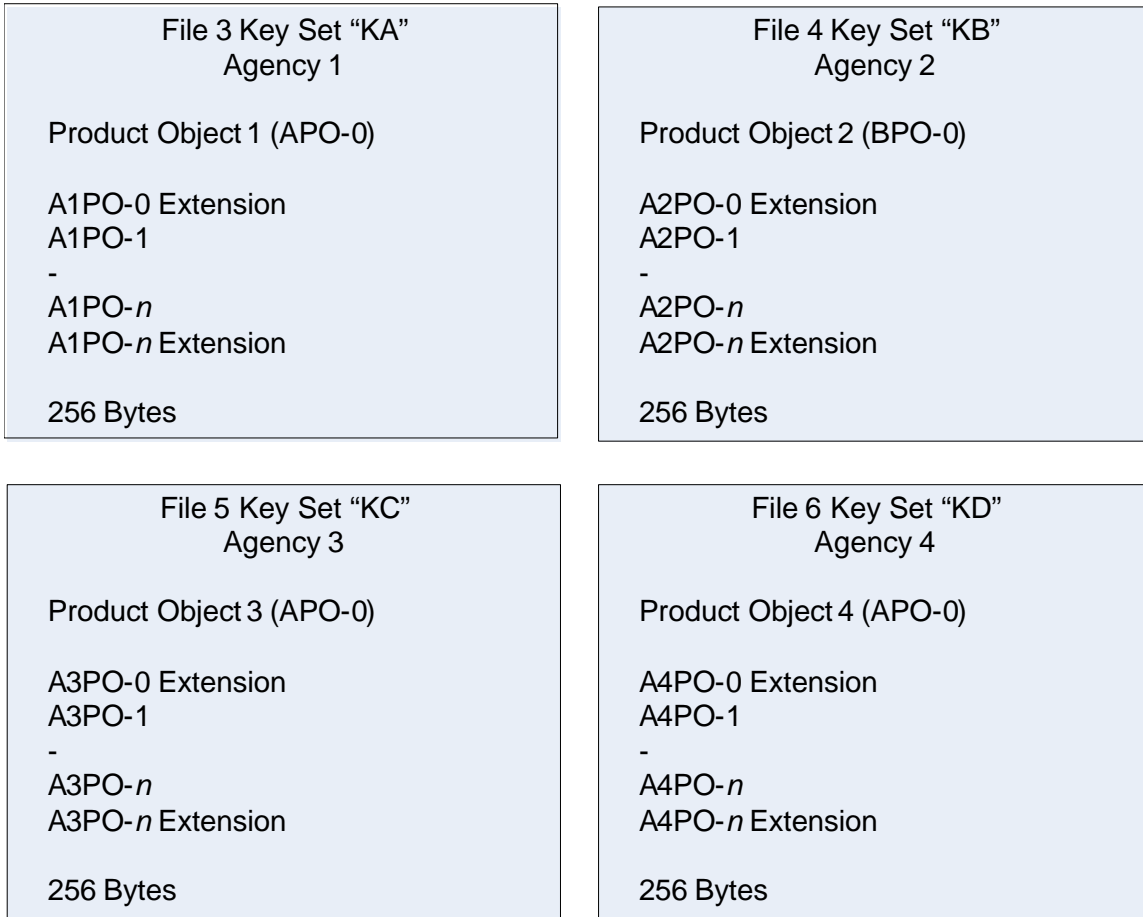 File 3 Key Set “KA”
Agency 1
Product Object 1 (APO-0)
A1PO-0 Extension
A1PO-1
-
A1PO-n
A1PO-n Extension
256 Bytes
File 4 Key Set “KB”
Agency 2
Product Object 2 (BPO-0)
A2PO-0 Extension
A2PO-1
-
A2PO-n
A2PO-n Extension
256 Bytes
File 5 Key Set “KC”
Agency 3
Product Object 3 (APO-0)
A3PO-0 Extension
A3PO-1
-
A3PO-n
A3PO-n Extension
256 Bytes
File 6 Key Set “KD”
Agency 4
Product Object 4 (APO-0)
A4PO-0 Extension
A4PO-1
-
A4PO-n
A4PO-n Extension
256 Bytes